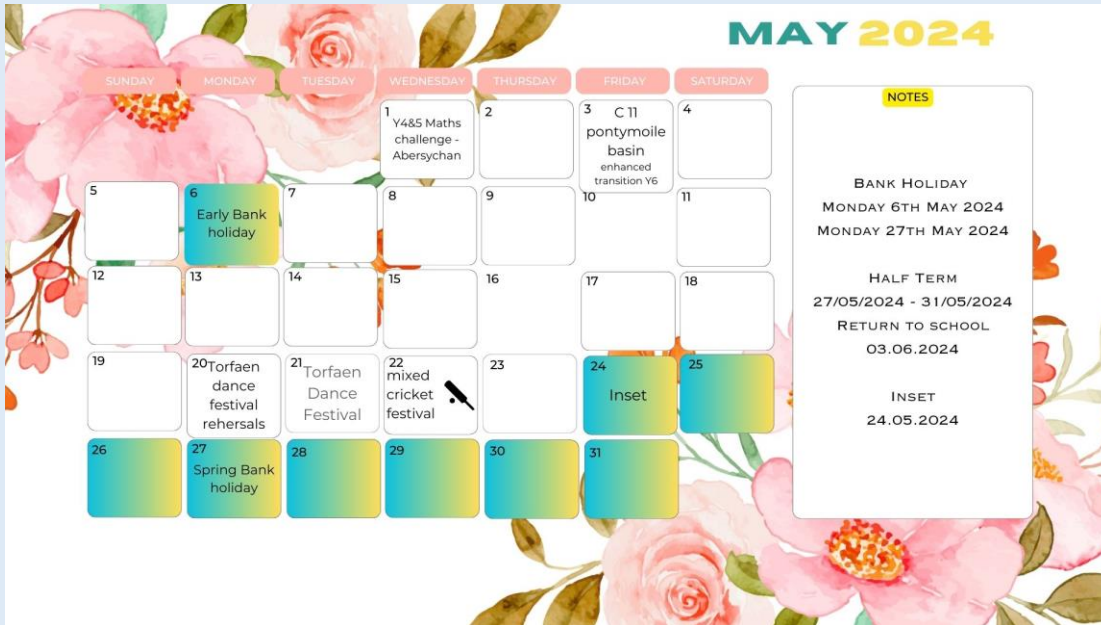 MAY 2024
SUNDAY MONDAY TUESDAY WEDNESDAY THURSDAY FRIDAY SATURDAY
1
Y4&5 Maths
challenge -
Abersychan
2
3 C 11
pontymoile
basin
enhanced
transition Y6
4
5
6
Early Bank
holiday
7
8
9
10
11
12
13
14
15
16
17
18
19
20 Torfaen
dance
festival
rehersals
21 Torfaen
Dance
Festival
22
mixed
cricket
festival
23
24
Inset
25
26
27
Spring Bank
holiday
28
29
30
31
NOTES
BANK HOLIDAY
MONDAY 6TH MAY 2024
MONDAY 27TH MAY 2024
HALF TERM
27/05/2024 - 31/05/2024
RETURN TO SCHOOL
03.06.2024
INSET
24.05.2024